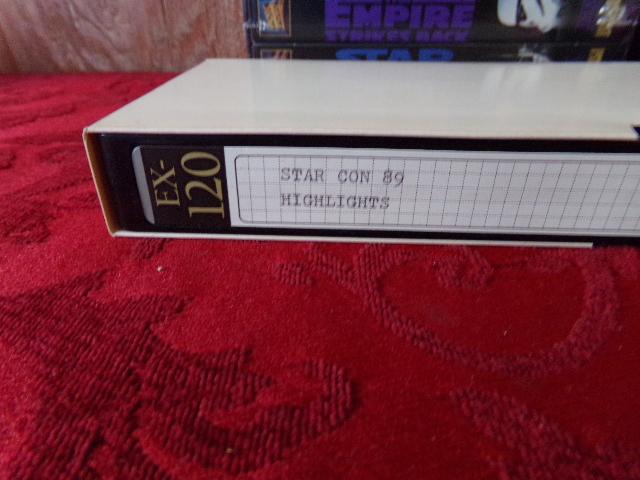 EMPIRE
STRIKES BACK
STAR
EX-
120
STAR CON 89
HIGHLIGHTS